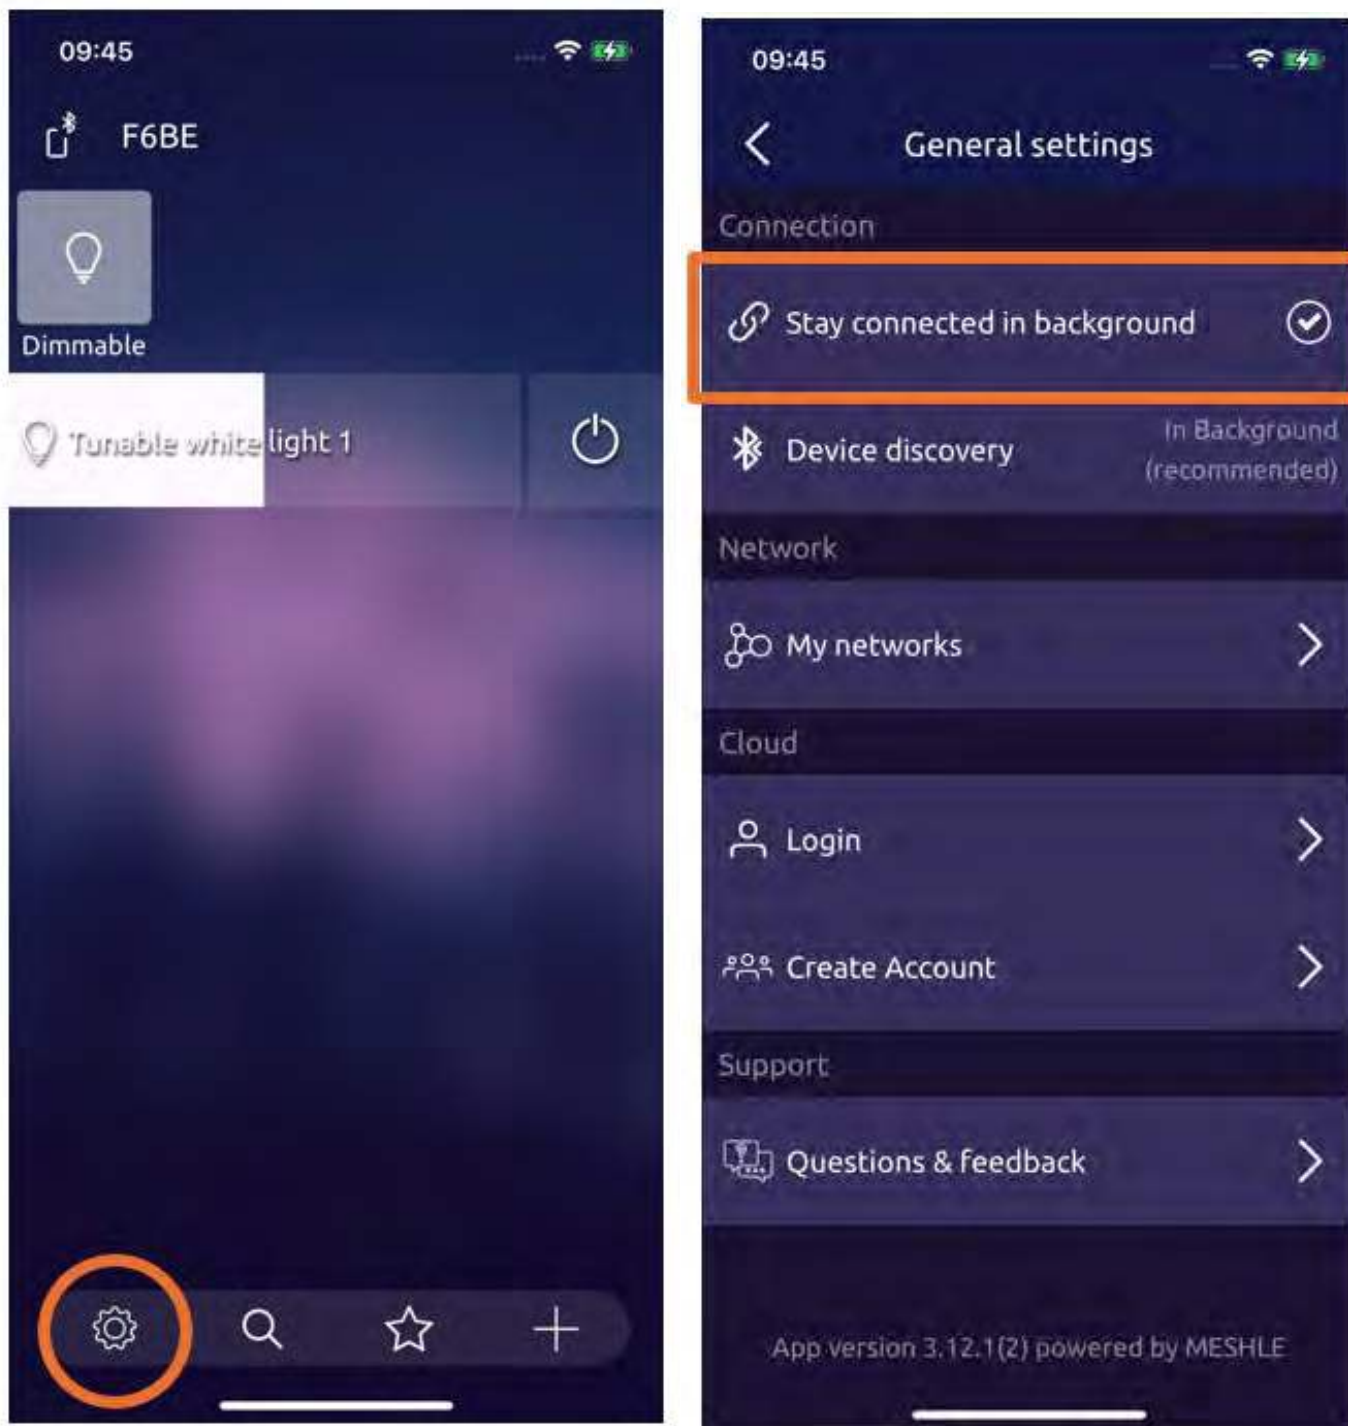 09:45
F6BE
Dimmable
Tunable white light 1
09:45
General settings
Connection
Stay connected in background
Device discovery
In Background
(recommended)
Network
My networks
Cloud
Login
Create Account
Support
Questions & feedback
App version 3.12.1(2) powered by MESHLE